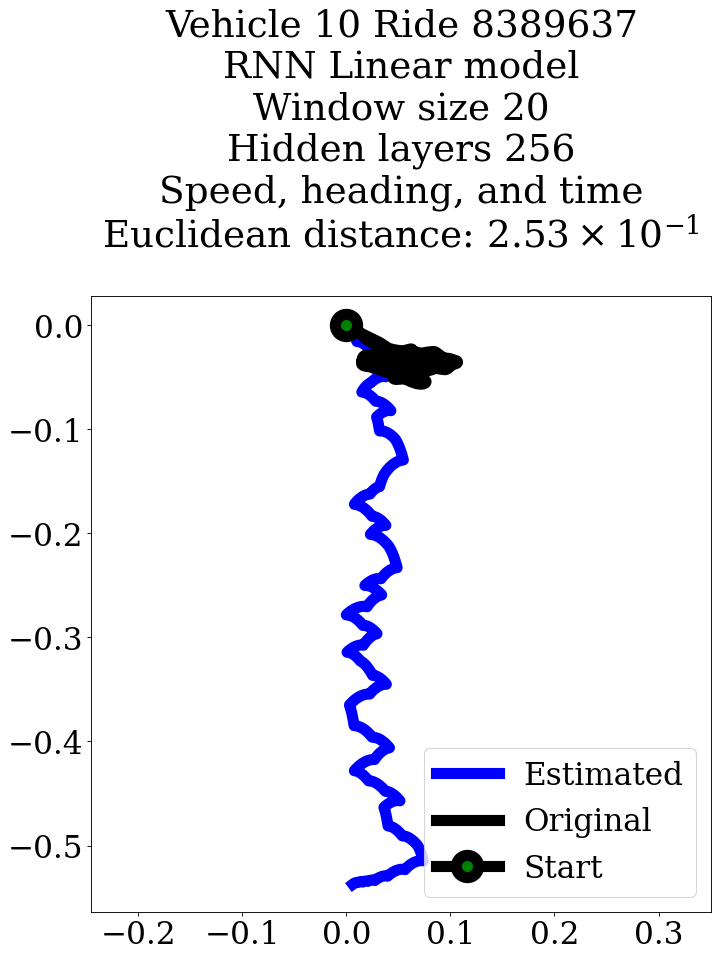 Vehicle 10 Ride 8389637
RNN Linear model
Window size 20
Hidden layers 256
Speed, heading, and time
Euclidean distance: 2.53 × 10⁻¹
0.0
−0.1
−0.2
−0.3
−0.4
−0.5
Estimated
Original
Start
−0.2 −0.1 0.0 0.1 0.2 0.3